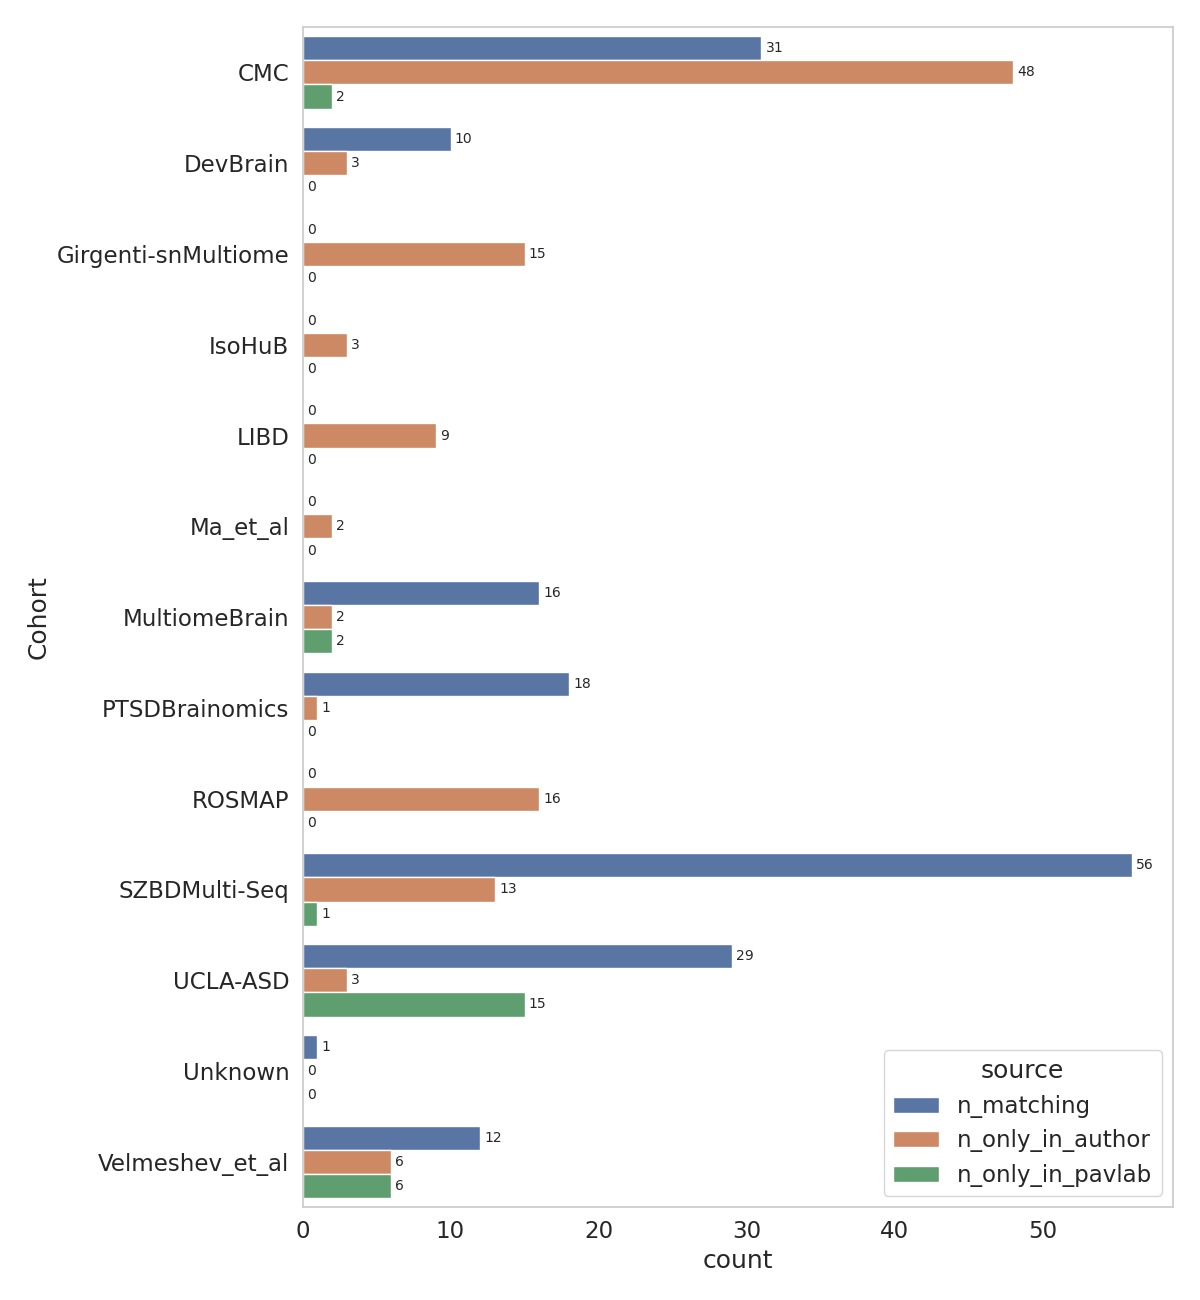 31
CMC 48
2
10
DevBrain 3
0
0
Girgenti-snMultiome 15
0
0
IsoHuB 3
0
0
LIBD 9
0
0
Ma_et_al 2
0
16
MultiomeBrain 2
2
18
PTSDBrainomics 1
0
0
ROSMAP 16
0
56
SZBDMulti-Seq 13
1
29
UCLA-ASD 3
15
1
Unknown 0
0
12
Velmeshev_et_al 6
6
Cohort
source
n_matching
n_only_in_author
n_only_in_pavlab
0 10 20 30 40 50
count